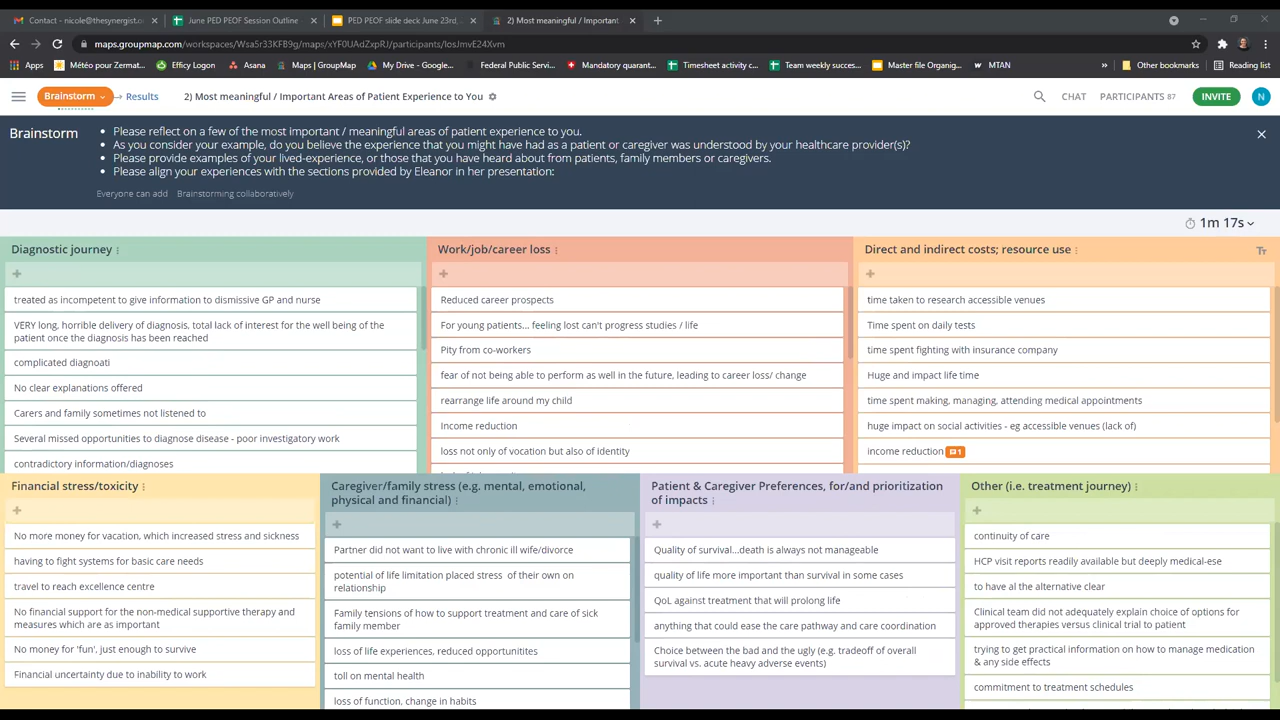 Contact - nicole@thesynergist.or
June PED PEOF Session Outline
PED PEOF slide deck June 23rd,
2) Most meaningful / Important
maps.groupmap.com/workspaces/Wsa5r33KFB9g/maps/xYF0UAdZxpRJ/participants/losJmvE24Xvm
Apps
Météo pour Zermat...
Efficy Logon
Asana
Maps | GroupMap
My Drive - Google...
Federal Public Servi...
Mandatory quarant...
Timesheet activity c...
Team weekly succes...
Master file Organig...
MTAN
Other bookmarks
Reading list
Brainstorm
Results
2) Most meaningful / Important Areas of Patient Experience to You
CHAT
PARTICIPANTS 87
INVITE
N
Brainstorm
• Please reflect on a few of the most important / meaningful areas of patient experience to you.
• As you consider your example, do you believe the experience that you might have had as a patient or caregiver was understood by your healthcare provider(s)?
• Please provide examples of your lived-experience, or those that you have heard about from patients, family members or caregivers.
• Please align your experiences with the sections provided by Eleanor in her presentation:
Everyone can add
Brainstorming collaboratively
1m 17s
Diagnostic journey
treated as incompetent to give information to dismissive GP and nurse
VERY long, horrible delivery of diagnosis, total lack of interest for the well being of the
patient once the diagnosis has been reached
complicated diagnoati
No clear explanations offered
Carers and family sometimes not listened to
Several missed opportunities to diagnose disease - poor investigatory work
contradictory information/diagnoses
Work/job/career loss
Reduced career prospects
For young patients... feeling lost can't progress studies / life
Pity from co-workers
fear of not being able to perform as well in the future, leading to career loss/ change
rearrange life around my child
Income reduction
loss not only of vocation but also of identity
Direct and indirect costs; resource use
time taken to research accessible venues
Time spent on daily tests
time spent fighting with insurance company
Huge and impact life time
time spent making, managing, attending medical appointments
huge impact on social activities - eg accessible venues (lack of)
income reduction 1
Financial stress/toxicity
No more money for vacation, which increased stress and sickness
having to fight systems for basic care needs
travel to reach excellence centre
No financial support for the non-medical supportive therapy and
measures which are as important
No money for 'fun', just enough to survive
Financial uncertainty due to inability to work
Caregiver/family stress (e.g. mental, emotional,
physical and financial)
Partner did not want to live with chronic ill wife/divorce
potential of life limitation placed stress of their own on
relationship
Family tensions of how to support treatment and care of sick
family member
loss of life experiences, reduced opportunitites
toll on mental health
loss of function, change in habits
Patient & Caregiver Preferences, for/and prioritization
of impacts
Quality of survival...death is always not manageable
quality of life more important than survival in some cases
QoL against treatment that will prolong life
anything that could ease the care pathway and care coordination
Choice between the bad and the ugly (e.g. tradeoff of overall
survival vs. acute heavy adverse events)
Other (i.e. treatment journey)
continuity of care
HCP visit reports readily available but deeply medical-ese
to have al the alternative clear
Clinical team did not adequately explain choice of options for
approved therapies versus clinical trial to patient
trying to get practical information on how to manage medication
& any side effects
commitment to treatment schedules